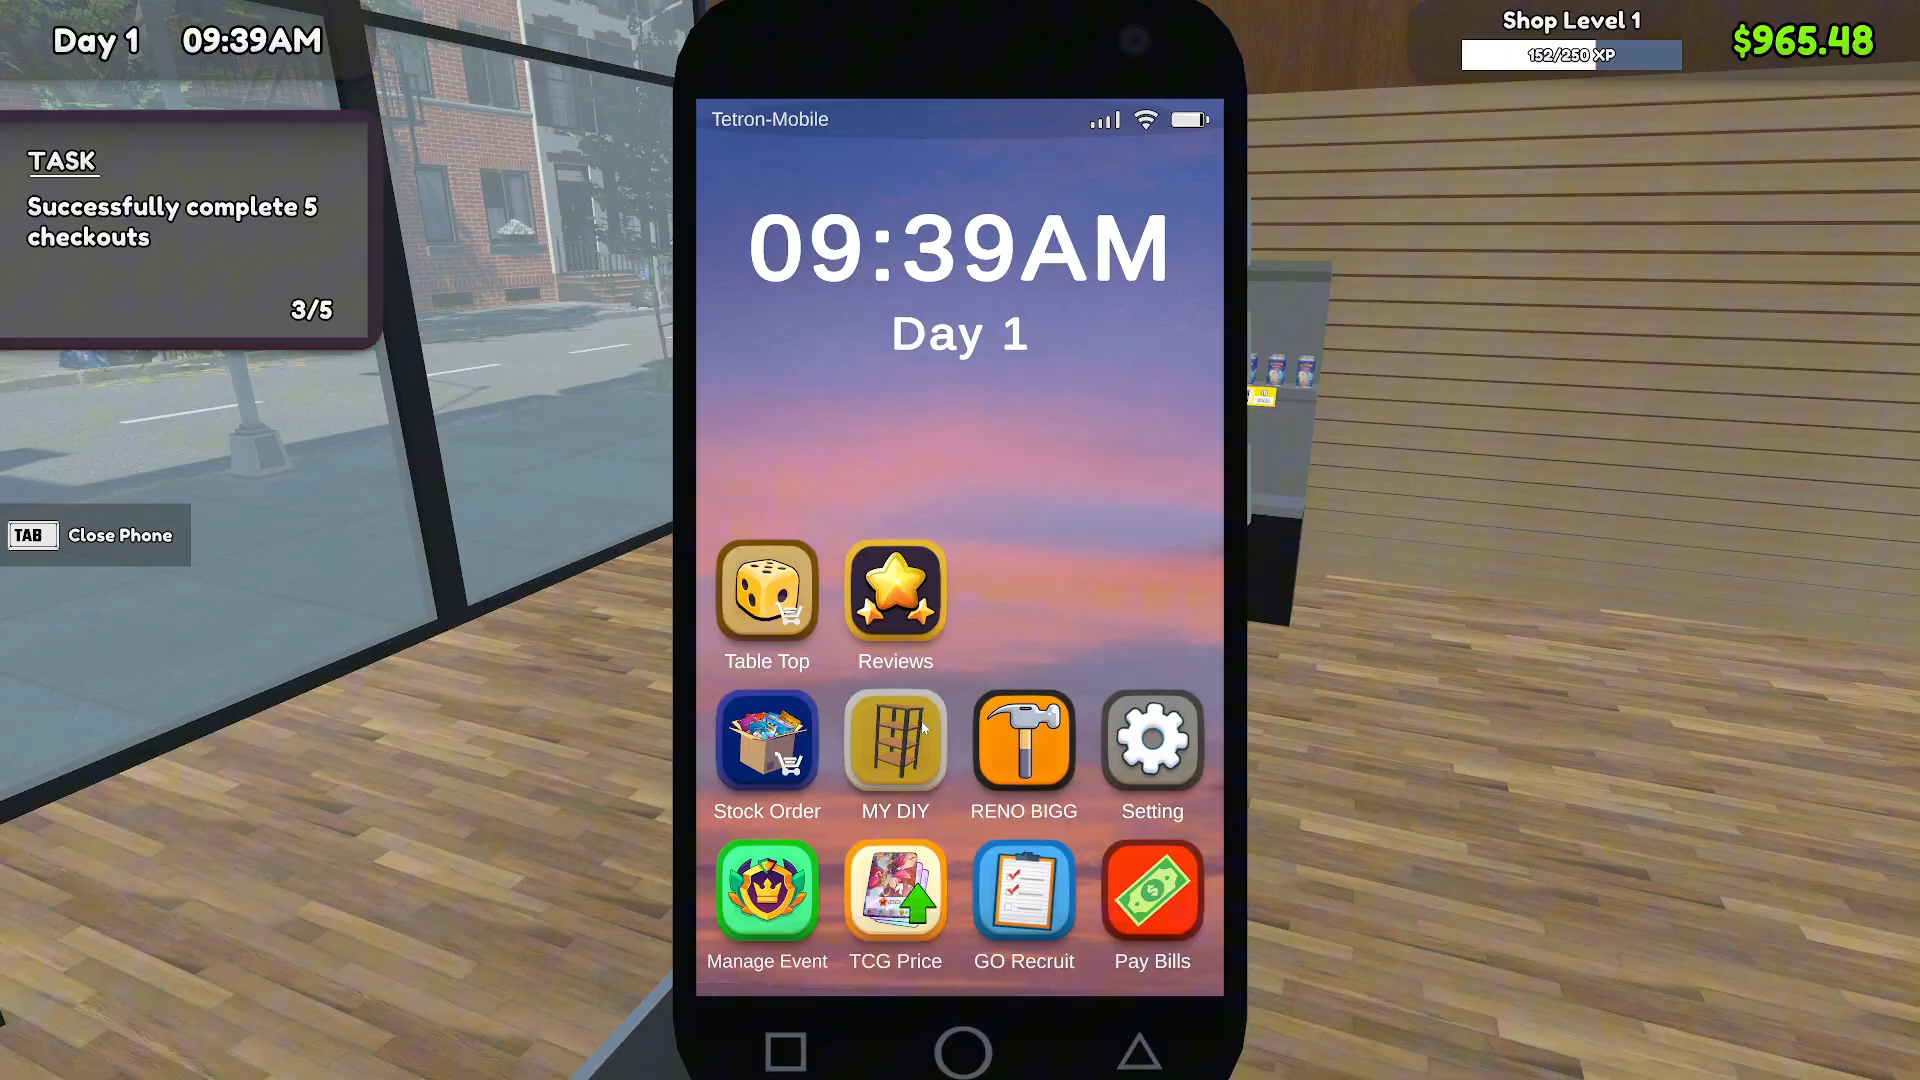 Day 1 09:39AM
Shop Level 1
152/250 XP
$965.48
TASK
Successfully complete 5
checkouts
3/5
TAB Close Phone
Tetron-Mobile
09:39AM
Day 1
Table Top Reviews
Stock Order MY DIY RENO BIGG Setting
Manage Event TCG Price GO Recruit Pay Bills